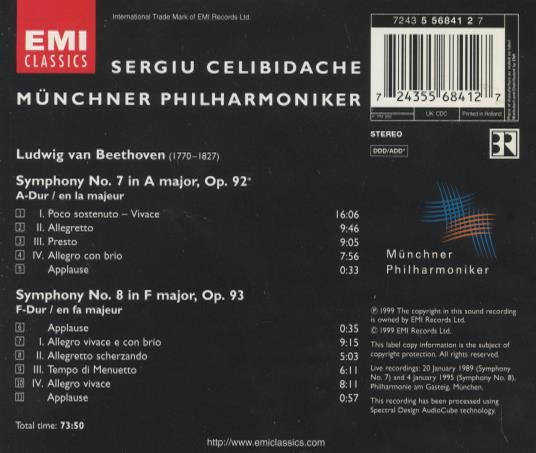 International Trade Mark of EMI Records Ltd.
EMI
CLASSICS
SERGIU CELIBIDACHE
MÜNCHNER PHILHARMONIKER
7243 5 56841 2 7
7 24355 68412 7
UK: CDC
Printed in Holland
STEREO
DDD/ADD*
Ludwig van Beethoven (1770–1827)
Symphony No. 7 in A major, Op. 92*
A-Dur / en la majeur
1 I. Poco sostenuto – Vivace 16:06
2 II. Allegretto 9:46
3 III. Presto 9:05
4 IV. Allegro con brio 7:56
5 Applause 0:33
Symphony No. 8 in F major, Op. 93
F-Dur / en fa majeur
6 Applause 0:35
7 I. Allegro vivace e con brio 9:15
8 II. Allegretto scherzando 5:03
9 III. Tempo di Menuetto 6:11
10 IV. Allegro vivace 8:11
11 Applause 0:57
Total time: 73:50
Münchner
Philharmoniker
℗ 1999 The copyright in this sound recording
is owned by EMI Records Ltd.
© 1999 EMI Records Ltd.
This label copy information is the subject of
copyright protection. All rights reserved.
Live recordings: 20 January 1989 (Symphony
No. 7) and 4 January 1995 (Symphony No. 8),
Philharmonie am Gasteig, München.
This recording has been processed using
Spectral Design AudioCube technology.
http://www.emiclassics.com